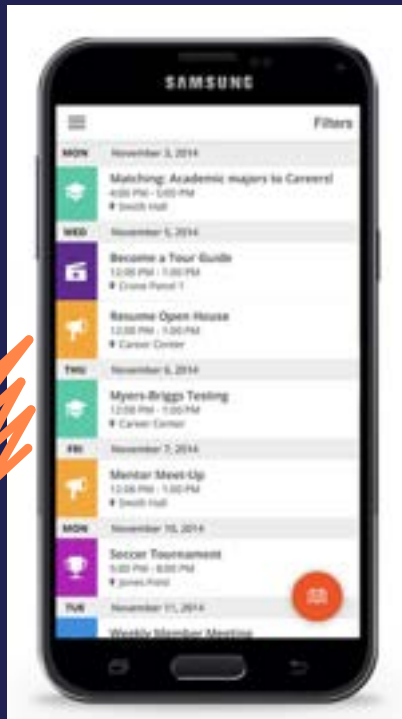 SAMSUNG
Filters
MON November 3, 2014
Matching: Academic majors to Careers!
4:00 PM - 5:00 PM
Smith Hall
WED November 5, 2014
Become a Tour Guide
12:00 PM - 1:00 PM
Crone Panel 1
Resume Open House
12:00 PM - 1:00 PM
Career Center
THU November 6, 2014
Myers-Briggs Testing
12:00 PM - 1:00 PM
Career Center
FRI November 7, 2014
Mentor Meet-Up
12:00 PM - 1:00 PM
Smith Hall
MON November 10, 2014
Soccer Tournament
5:00 PM - 8:00 PM
Jones Field
TUE November 11, 2014
Weekly Member Meeting